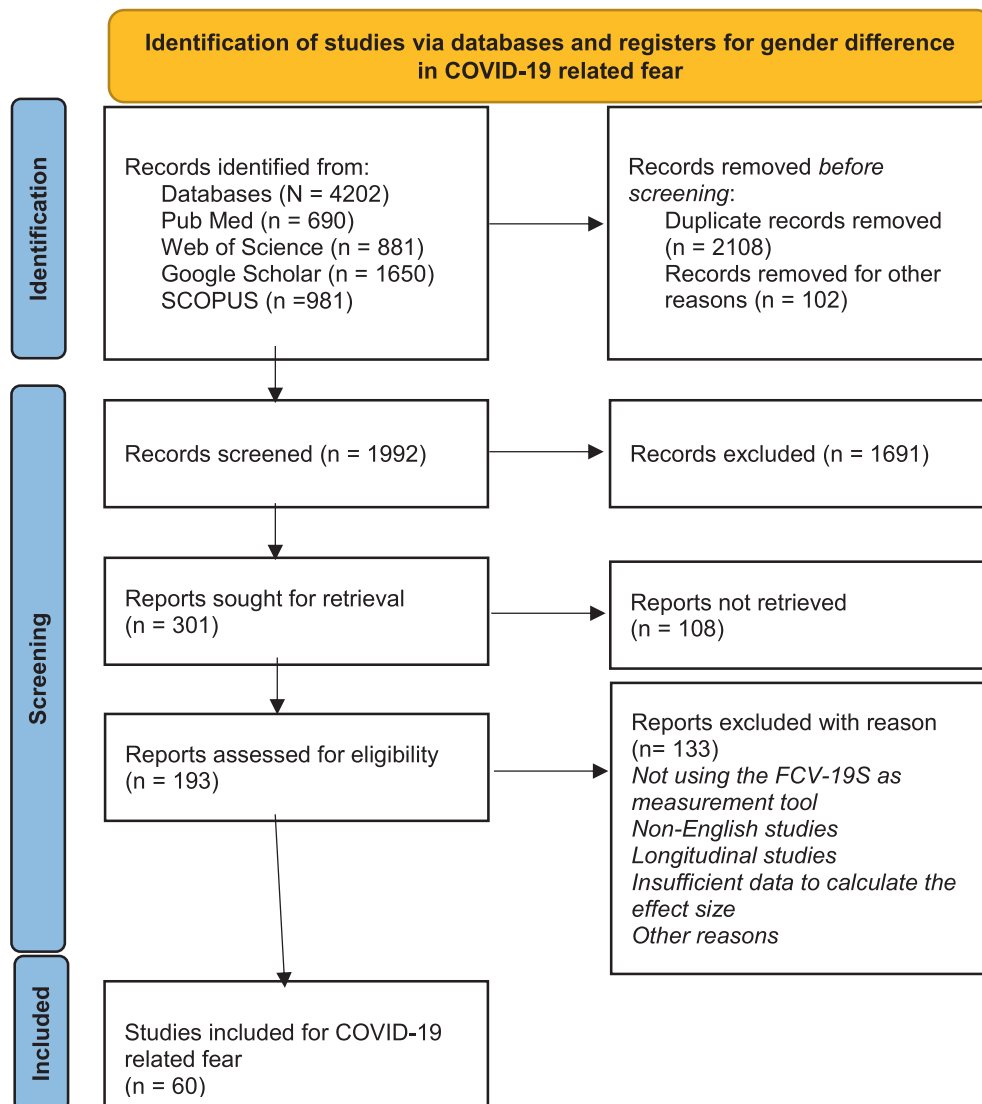 Identification of studies via databases and registers for gender difference
in COVID-19 related fear
Identification
Records identified from:
Databases (N = 4202)
Pub Med (n = 690)
Web of Science (n = 881)
Google Scholar (n = 1650)
SCOPUS (n =981)
Records removed before
screening:
Duplicate records removed
(n = 2108)
Records removed for other
reasons (n = 102)
Screening
Records screened (n = 1992)
Records excluded (n = 1691)
Reports sought for retrieval
(n = 301)
Reports not retrieved
(n = 108)
Reports assessed for eligibility
(n = 193)
Reports excluded with reason
(n= 133)
Not using the FCV-19S as
measurement tool
Non-English studies
Longitudinal studies
Insufficient data to calculate the
effect size
Other reasons
Included
Studies included for COVID-19
related fear
(n = 60)